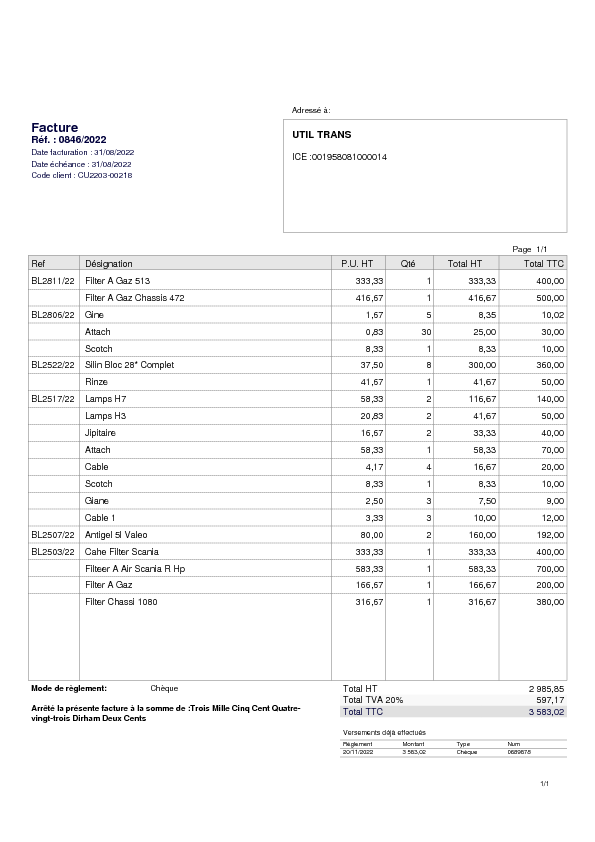 Adressé à:
Facture
Réf. : 0846/2022
Date facturation : 31/08/2022
Date échéance : 31/08/2022
Code client : CU2203-00218
UTIL TRANS
ICE :001958081000014
Page 1/1
Ref Désignation P.U. HT Qté Total HT Total TTC
BL2811/22 Filter A Gaz 513 333,33 1 333,33 400,00
Filter A Gaz Chassis 472 416,67 1 416,67 500,00
BL2806/22 Gine 1,67 5 8,35 10,02
Attach 0,83 30 25,00 30,00
Scotch 8,33 1 8,33 10,00
BL2522/22 Silin Bloc 28* Complet 37,50 8 300,00 360,00
Rinze 41,67 1 41,67 50,00
BL2517/22 Lamps H7 58,33 2 116,67 140,00
Lamps H3 20,83 2 41,67 50,00
Jipitaire 16,67 2 33,33 40,00
Attach 58,33 1 58,33 70,00
Cable 4,17 4 16,67 20,00
Scotch 8,33 1 8,33 10,00
Giane 2,50 3 7,50 9,00
Cable 1 3,33 3 10,00 12,00
BL2507/22 Antigel 5l Valeo 80,00 2 160,00 192,00
BL2503/22 Cahe Filter Scania 333,33 1 333,33 400,00
Filteer A Air Scania R Hp 583,33 1 583,33 700,00
Filter A Gaz 166,67 1 166,67 200,00
Filter Chassi 1080 316,67 1 316,67 380,00
Mode de règlement: Chèque
Total HT 2 985,85
Total TVA 20% 597,17
Total TTC 3 583,02
Arrêté la présente facture à la somme de :Trois Mille Cinq Cent Quatre-
vingt-trois Dirham Deux Cents
Versements déjà effectués
Règlement Montant Type Num
20/11/2022 3 583,02 Chèque 0689878
1/1